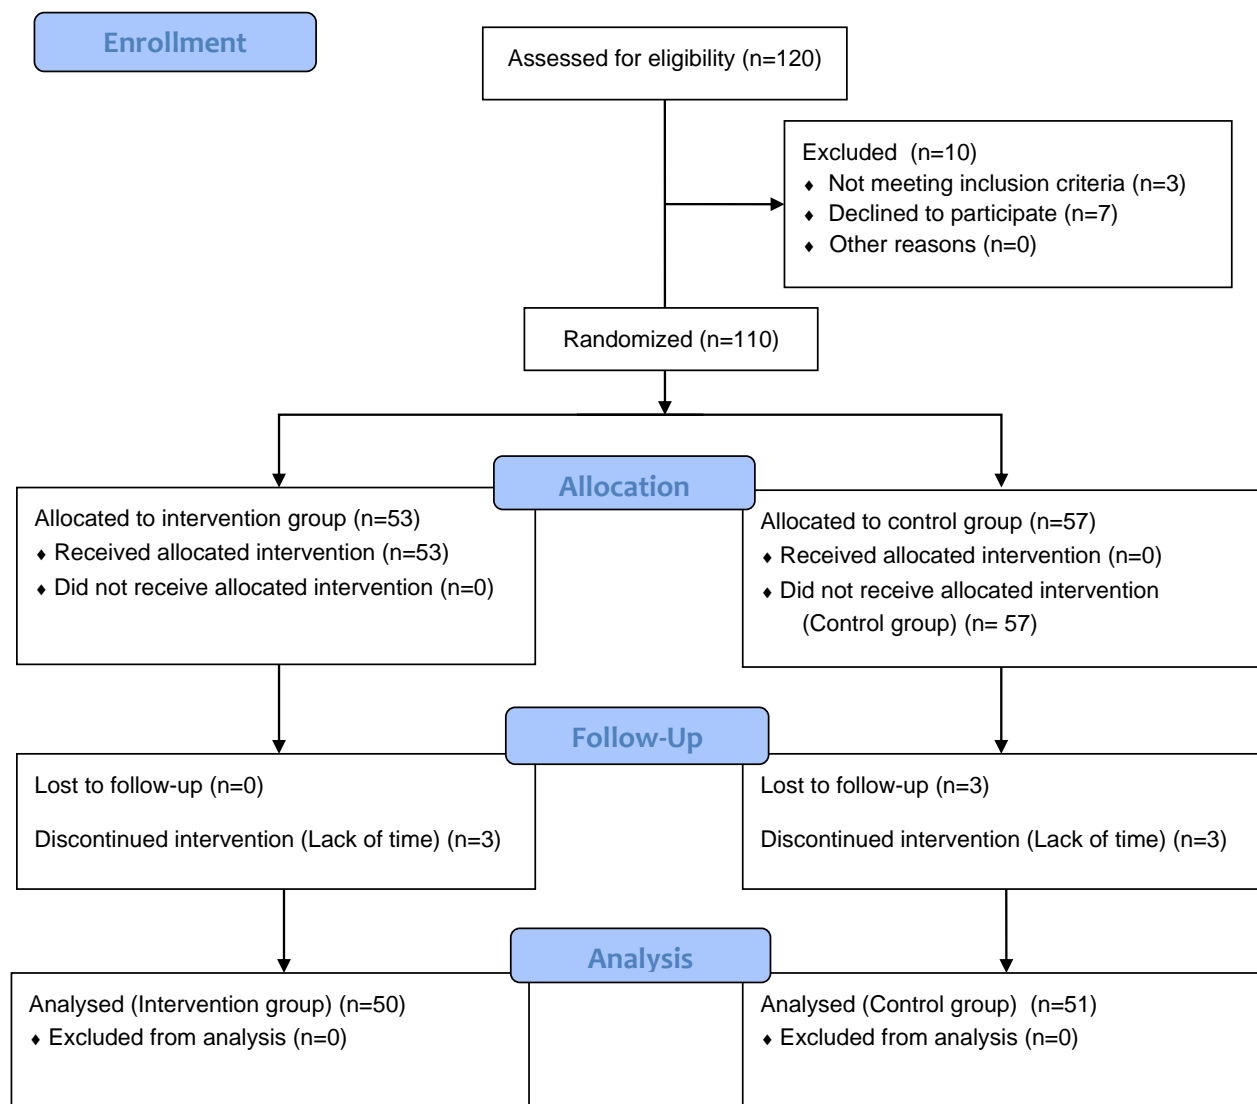 Enrollment
Assessed for eligibility (n=120)
Excluded (n=10)
♦ Not meeting inclusion criteria (n=3)
♦ Declined to participate (n=7)
♦ Other reasons (n=0)
Randomized (n=110)
Allocation
Allocated to intervention group (n=53)
♦ Received allocated intervention (n=53)
♦ Did not receive allocated intervention (n=0)
Allocated to control group (n=57)
♦ Received allocated intervention (n=0)
♦ Did not receive allocated intervention
(Control group) (n= 57)
Follow-Up
Lost to follow-up (n=0)
Discontinued intervention (Lack of time) (n=3)
Lost to follow-up (n=3)
Discontinued intervention (Lack of time) (n=3)
Analysis
Analysed (Intervention group) (n=50)
♦ Excluded from analysis (n=0)
Analysed (Control group) (n=51)
♦ Excluded from analysis (n=0)